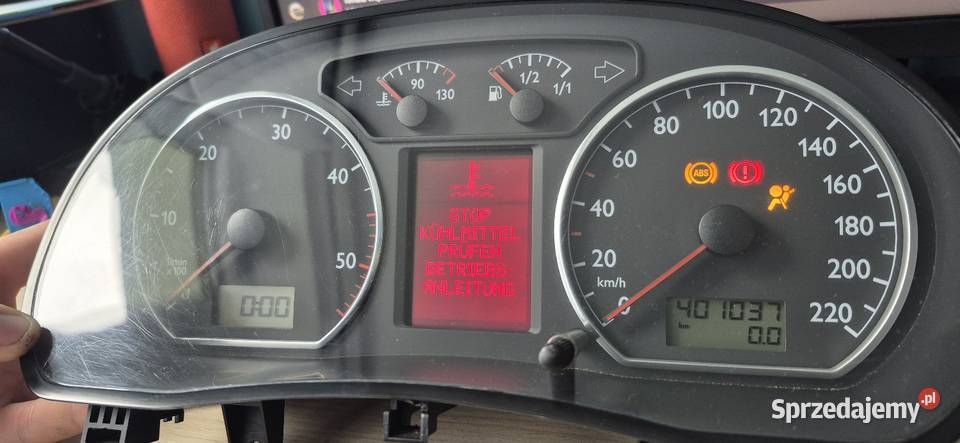 90
130
1/2
1/1
10
20
30
40
50
1/min
x100
0:00
STOP
KÜHLMITTEL
PRÜFEN
BETRIEBS-
ANLEITUNG
0
20
40
60
80
100
120
140
160
180
200
220
km/h
ABS
401037
km
0.0
Sprzedajemy.pl